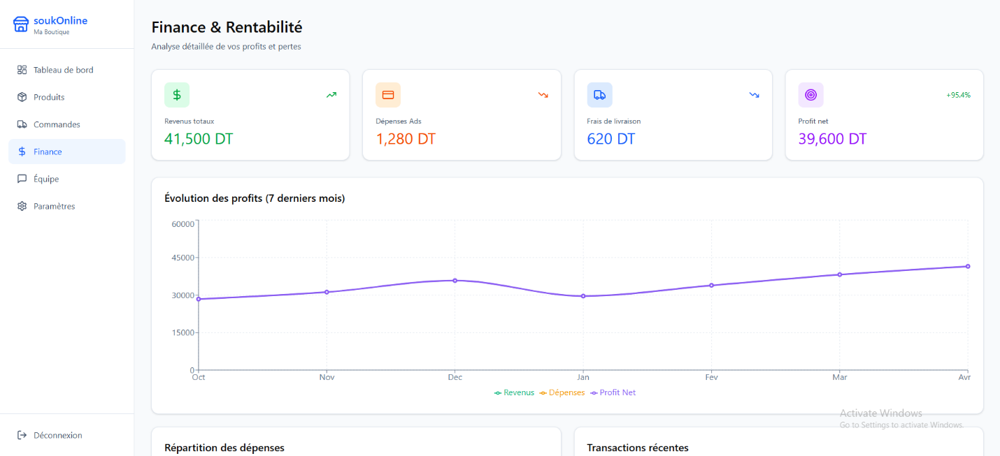 soukOnline
Ma Boutique
Tableau de bord
Produits
Commandes
Finance
Équipe
Paramètres
Déconnexion
Finance & Rentabilité
Analyse détaillée de vos profits et pertes
Revenus totaux
41,500 DT
Dépenses Ads
1,280 DT
Frais de livraison
620 DT
+95.4%
Profit net
39,600 DT
Évolution des profits (7 derniers mois)
60000
45000
30000
15000
0
Oct Nov Dec Jan Fev Mar Avr
Revenus Dépenses Profit Net
Activate Windows
Go to Settings to activate Windows.
Répartition des dépenses
Transactions récentes